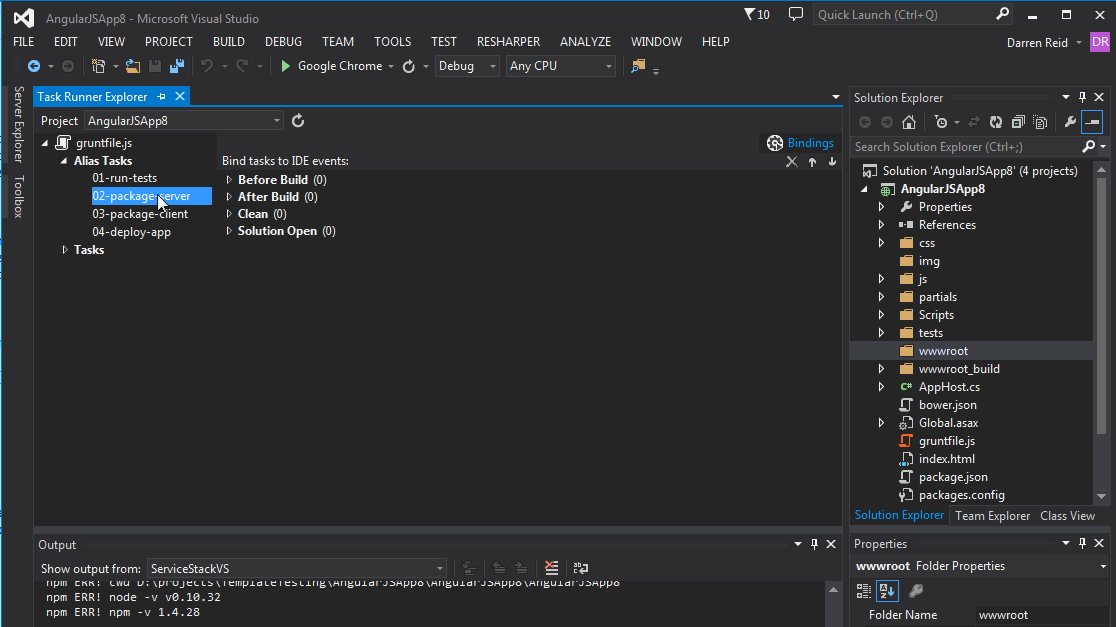 AngularJSApp8 - Microsoft Visual Studio
10
Quick Launch (Ctrl+Q)
FILE EDIT VIEW PROJECT BUILD DEBUG TEAM TOOLS TEST RESHARPER ANALYZE WINDOW HELP
Darren Reid DR
Google Chrome Debug Any CPU
Server Explorer
Toolbox
Task Runner Explorer
Project AngularJSApp8
gruntfile.js
Alias Tasks
01-run-tests
02-package-server
03-package-client
04-deploy-app
Tasks
Bindings
Bind tasks to IDE events:
Before Build (0)
After Build (0)
Clean (0)
Solution Open (0)
Output
Show output from: ServiceStackVS
npm ERR! cwd D:\projects\TemplateTesting\AngularJSApp8\AngularJSApp8\AngularJSApp8
npm ERR! node -v v0.10.32
npm ERR! npm -v 1.4.28
Solution Explorer
Search Solution Explorer (Ctrl+;)
Solution 'AngularJSApp8' (4 projects)
AngularJSApp8
Properties
References
css
img
js
partials
Scripts
tests
wwwroot
wwwroot_build
C# AppHost.cs
bower.json
Global.asax
gruntfile.js
index.html
package.json
packages.config
Solution Explorer Team Explorer Class View
Properties
wwwroot Folder Properties
Folder Name wwwroot